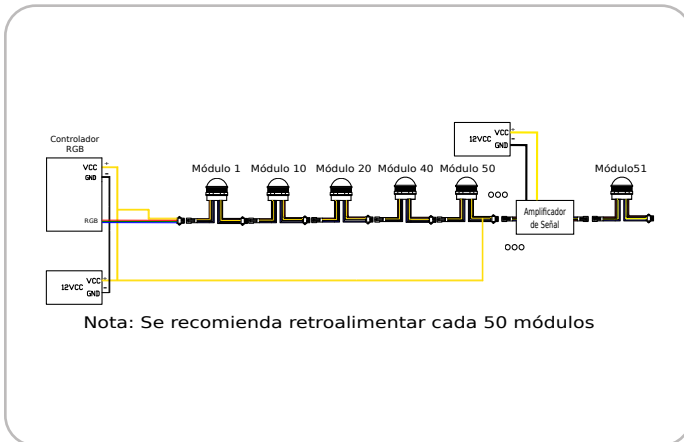 Controlador
RGB
VCC +
GND -
RGB
12VCC
VCC +
GND -
Módulo 1
Módulo 10
Módulo 20
Módulo 40
Módulo 50
12VCC
VCC +
GND -
Amplificador
de Señal
Módulo51
Nota: Se recomienda retroalimentar cada 50 módulos